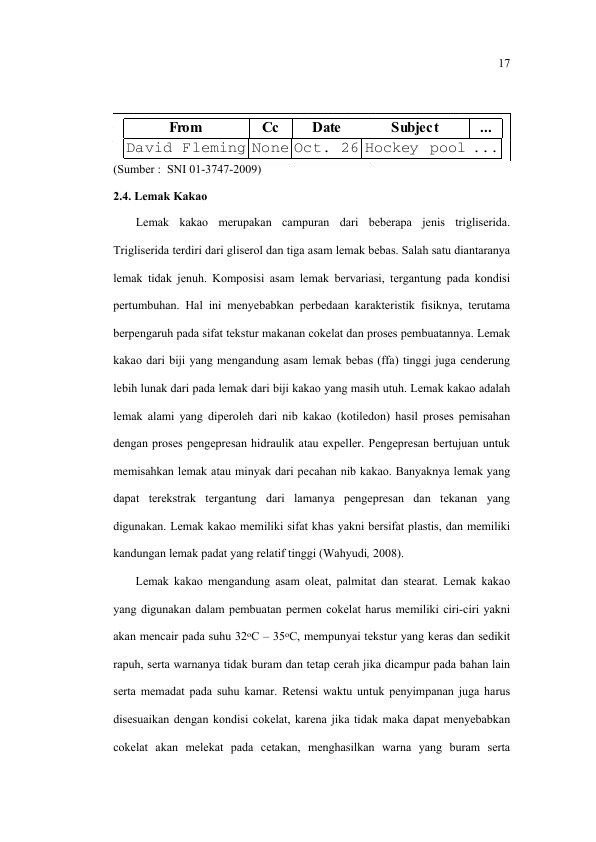 17
From Cc Date Subject ...
David Fleming None Oct. 26 Hockey pool ...
(Sumber : SNI 01-3747-2009)
2.4. Lemak Kakao
Lemak kakao merupakan campuran dari beberapa jenis trigliserida.
Trigliserida terdiri dari gliserol dan tiga asam lemak bebas. Salah satu diantaranya
lemak tidak jenuh. Komposisi asam lemak bervariasi, tergantung pada kondisi
pertumbuhan. Hal ini menyebabkan perbedaan karakteristik fisiknya, terutama
berpengaruh pada sifat tekstur makanan cokelat dan proses pembuatannya. Lemak
kakao dari biji yang mengandung asam lemak bebas (ffa) tinggi juga cenderung
lebih lunak dari pada lemak dari biji kakao yang masih utuh. Lemak kakao adalah
lemak alami yang diperoleh dari nib kakao (kotiledon) hasil proses pemisahan
dengan proses pengepresan hidraulik atau expeller. Pengepresan bertujuan untuk
memisahkan lemak atau minyak dari pecahan nib kakao. Banyaknya lemak yang
dapat terekstrak tergantung dari lamanya pengepresan dan tekanan yang
digunakan. Lemak kakao memiliki sifat khas yakni bersifat plastis, dan memiliki
kandungan lemak padat yang relatif tinggi (Wahyudi, 2008).
Lemak kakao mengandung asam oleat, palmitat dan stearat. Lemak kakao
yang digunakan dalam pembuatan permen cokelat harus memiliki ciri-ciri yakni
akan mencair pada suhu 32ºC – 35ºC, mempunyai tekstur yang keras dan sedikit
rapuh, serta warnanya tidak buram dan tetap cerah jika dicampur pada bahan lain
serta memadat pada suhu kamar. Retensi waktu untuk penyimpanan juga harus
disesuaikan dengan kondisi cokelat, karena jika tidak maka dapat menyebabkan
cokelat akan melekat pada cetakan, menghasilkan warna yang buram serta